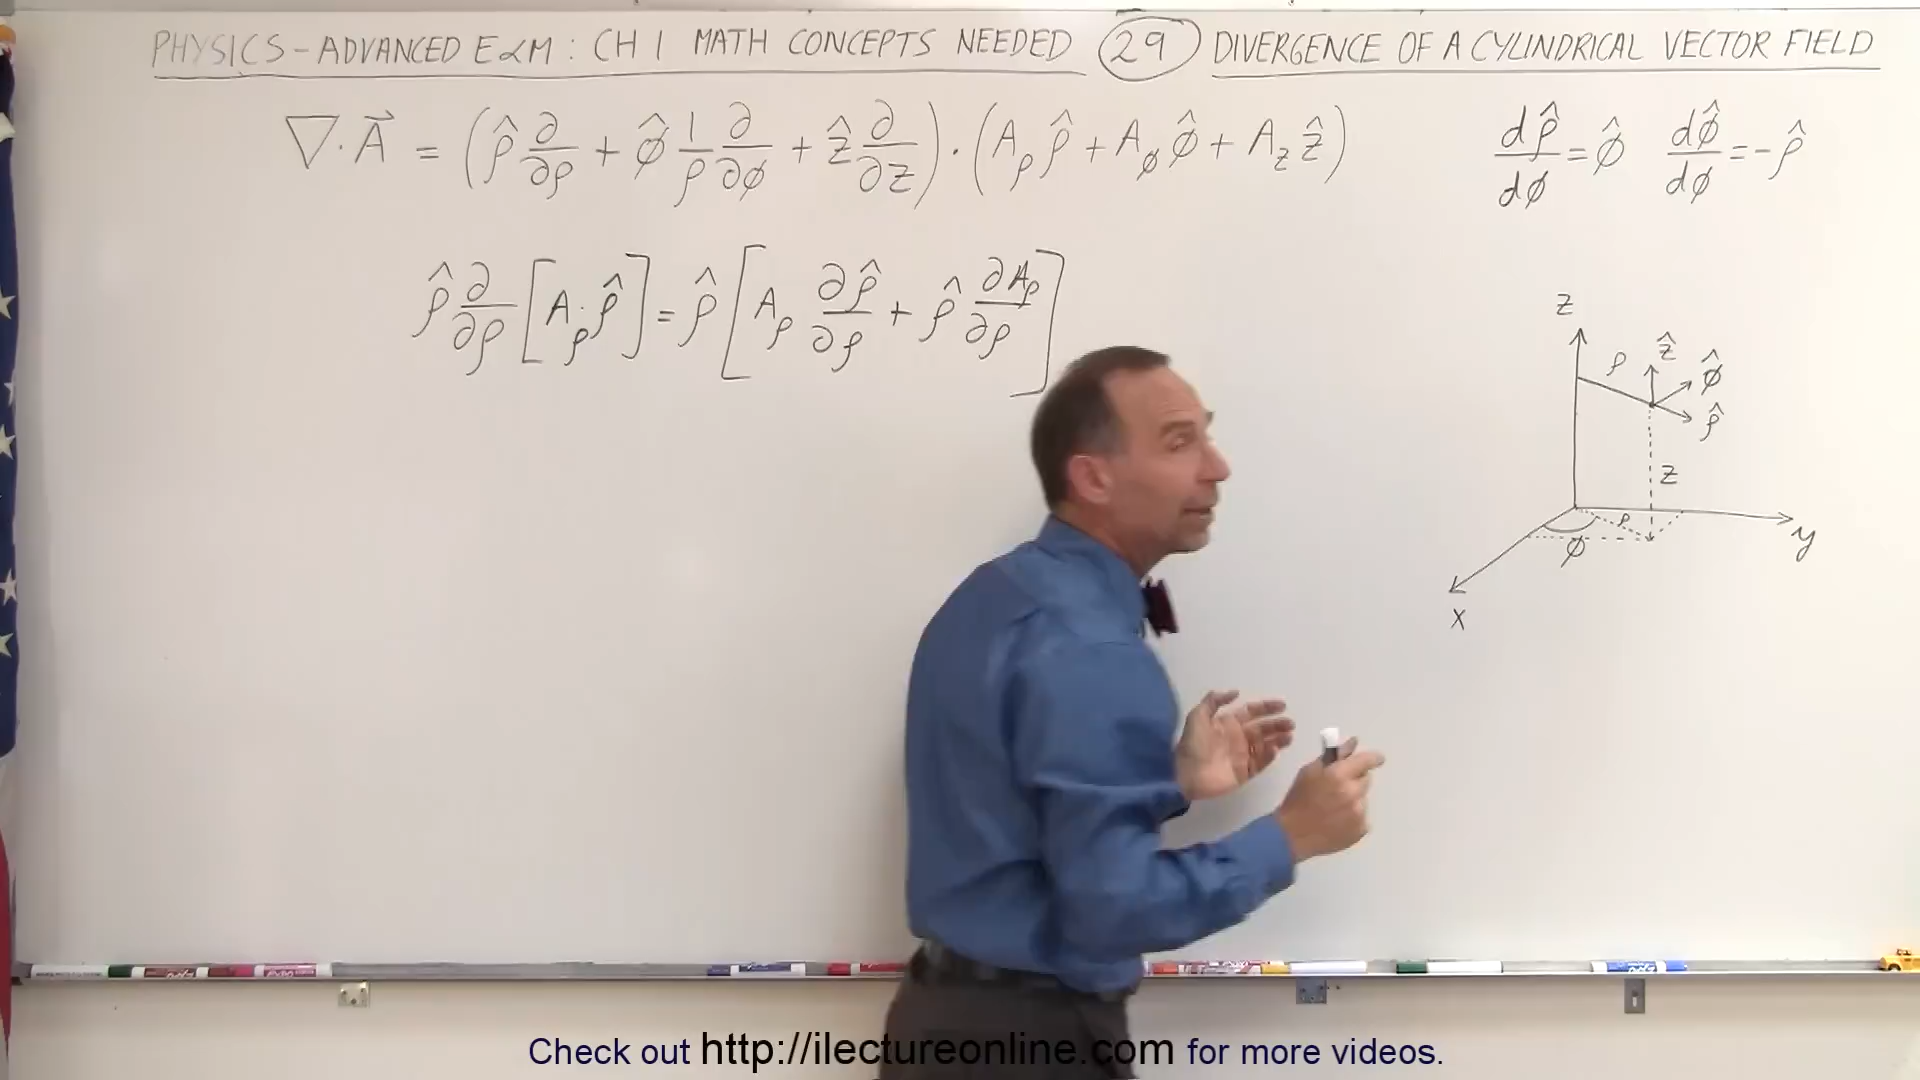 PHYSICS - ADVANCED E&M : CH 1 MATH CONCEPTS NEEDED (29) DIVERGENCE OF A CYLINDRICAL VECTOR FIELD
∇·A⃗ = (ρ̂ ∂/∂ρ + φ̂ 1/ρ ∂/∂φ + ẑ ∂/∂z) · (A_ρ ρ̂ + A_φ φ̂ + A_z ẑ)
dρ̂/dφ = φ̂ dφ̂/dφ = -ρ̂
ρ̂ ∂/∂ρ [A_ρ · ρ̂] = ρ̂ [A_ρ ∂ρ̂/∂ρ + ρ̂ ∂A_ρ/∂ρ]
z
ρ ẑ φ̂
ρ̂
z
ρ
φ y
x
Check out http://ilectureonline.com for more videos.